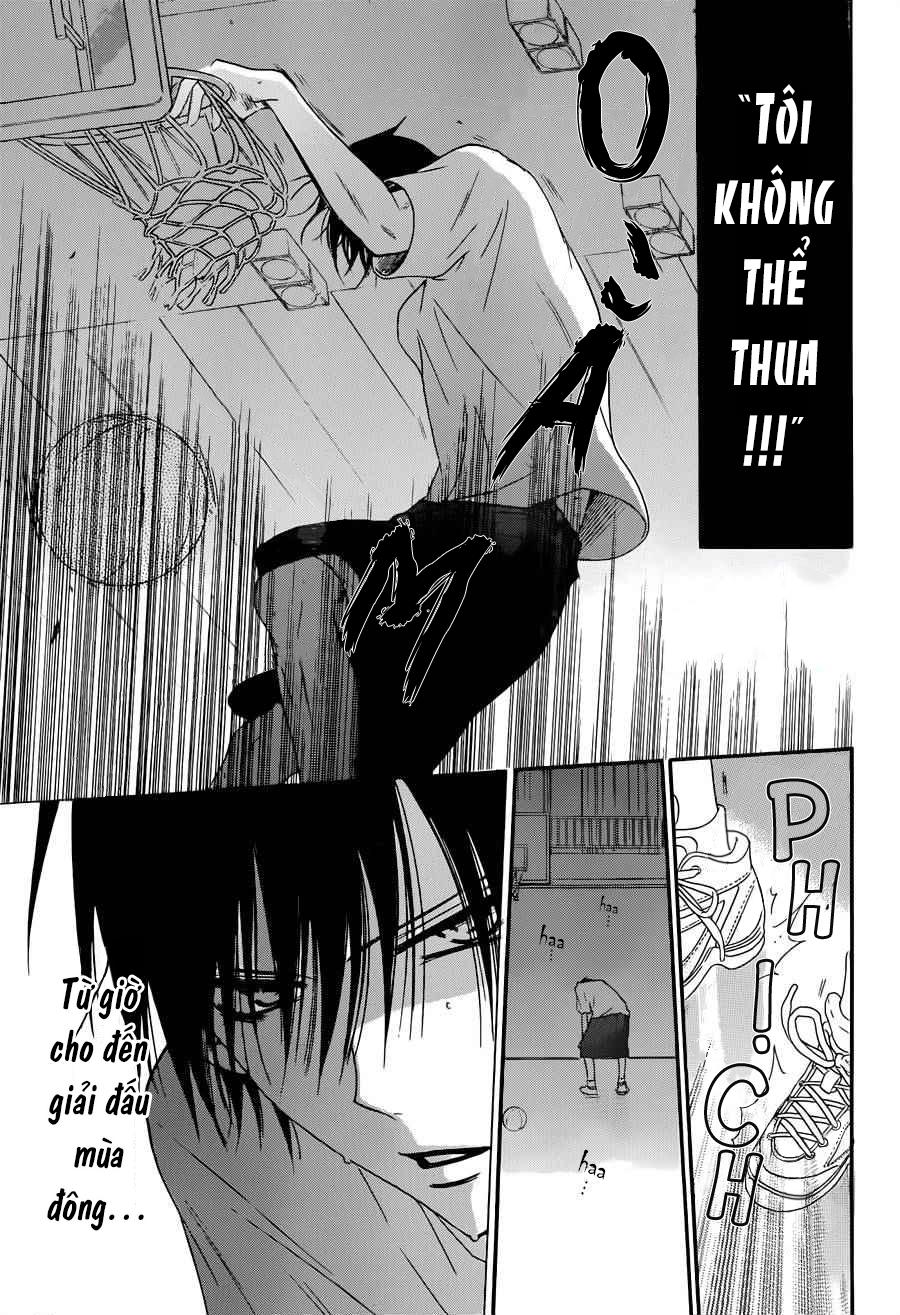 "TÔI
KHÔNG
THỂ
THUA
!!!"
OÀM
PHỊCH
haa
...
haa
...
haa
...
Từ giờ
cho đến
giải đấu
mùa
đông...